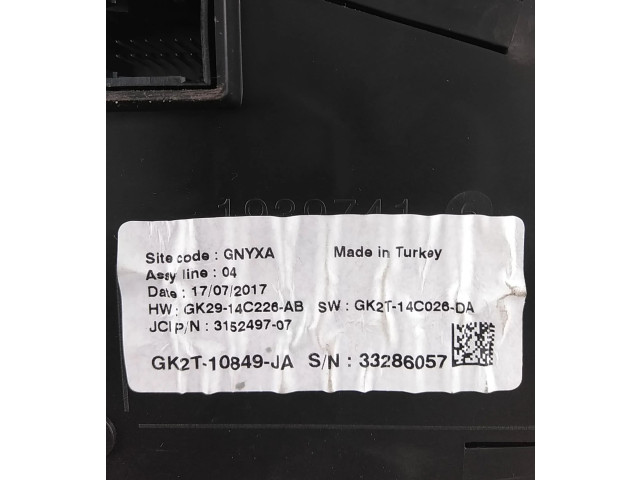 1939741
Site code : GNYXA Made in Turkey
Assy line : 04
Date : 17/07/2017
HW: GK29-14C226-AB SW : GK2T-14C026-DA
JCI P/N : 3152497-07
GK2T-10849-JA S/N : 33286057